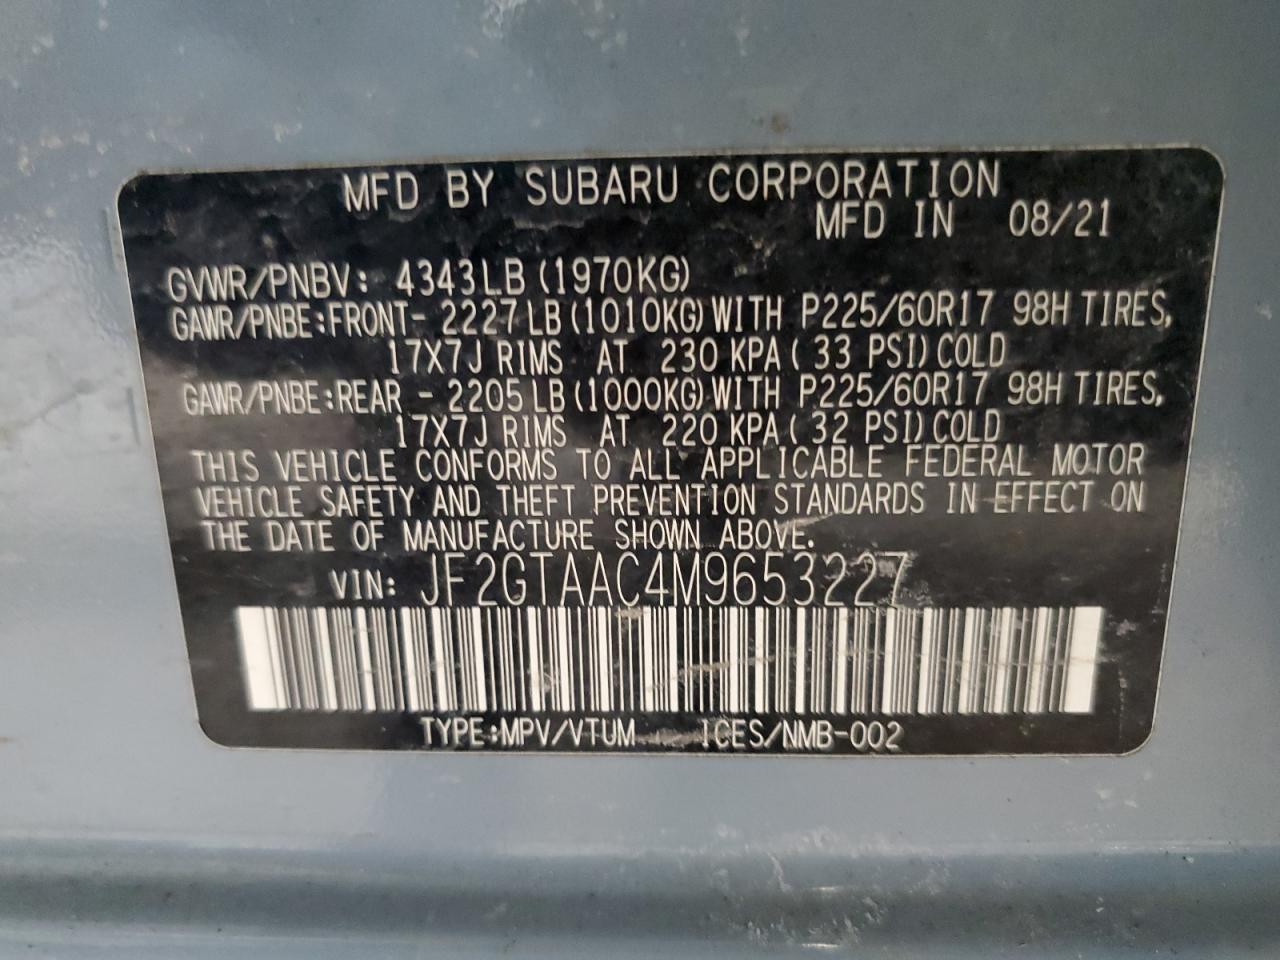 MFD BY SUBARU CORPORATION
MFD IN 08/21
GVWR/PNBV: 4343LB (1970KG)
GAWR/PNBE:FRONT- 2227LB(1010KG)WITH P225/60R17 98H TIRES,
17X7J RIMS AT 230 KPA( 33 PSI)COLD
GAWR/PNBE:REAR - 2205LB(1000KG)WITH P225/60R17 98H TIRES,
17X7J RIMS AT 220 KPA( 32 PSI)COLD
THIS VEHICLE CONFORMS TO ALL APPLICABLE FEDERAL MOTOR
VEHICLE SAFETY AND THEFT PREVENTION STANDARDS IN EFFECT ON
THE DATE OF MANUFACTURE SHOWN ABOVE.
VIN: JF2GTAAC4M9653227
TYPE:MPV/VTUM ICES/NMB-002